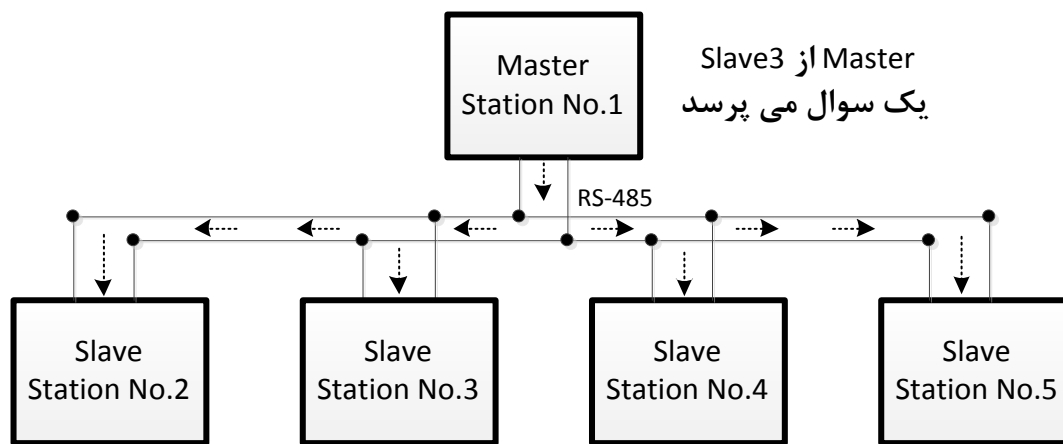 Master
Station No.1
Slave3 از Master
یک سوال می پرسد
RS-485
Slave
Station No.2
Slave
Station No.3
Slave
Station No.4
Slave
Station No.5